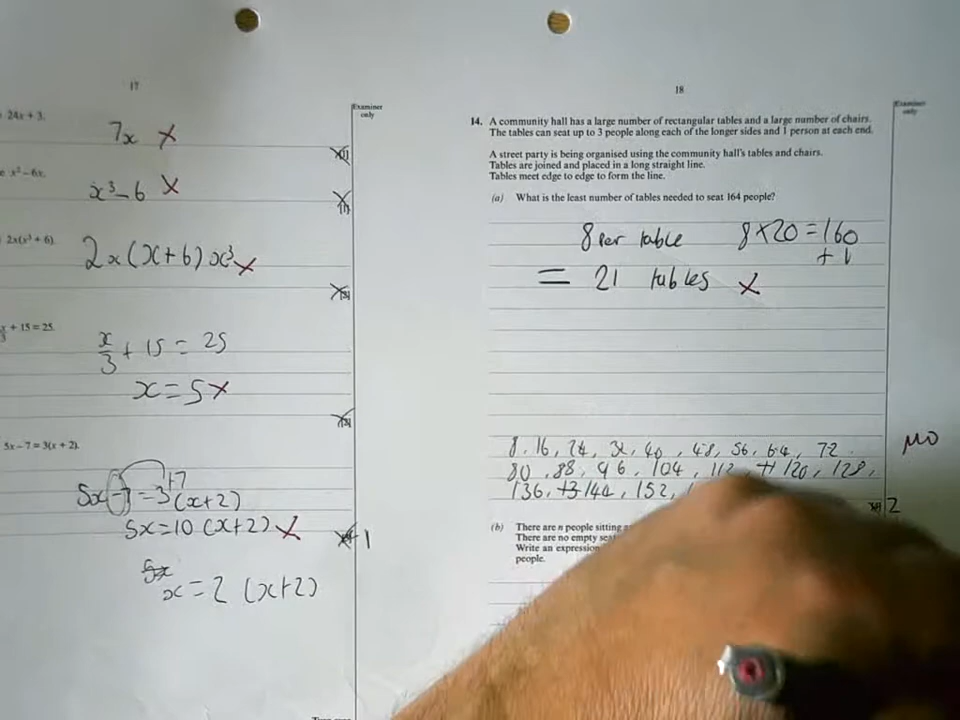 17
24x + 3.
7x
x² – 6x.
x³ – 6
2x(x³ + 6)
2x(x+6)x³
x/3 + 15 = 25.
x/3 + 15 = 25
x = 5
5x – 7 = 3(x + 2).
+7
5x – 7 = 3(x+2)
5x = 10(x+2)
1
5x
x = 2 (x+2)
Examiner only
18
Examiner only
14. A community hall has a large number of rectangular tables and a large number of chairs.
The tables can seat up to 3 people along each of the longer sides and 1 person at each end.
A street party is being organised using the community hall's tables and chairs.
Tables are joined and placed in a long straight line.
Tables meet edge to edge to form the line.
(a) What is the least number of tables needed to seat 164 people?
8 per table 8×20=160
+1
= 21 tables
8, 16, 24, 32, 40, 48, 56, 64, 72
80, 88, 96, 104, 112, 120, 128,
136, 144, 152,
M0
2
(b) There are n people sitting
There are no empty
Write an expression
people.